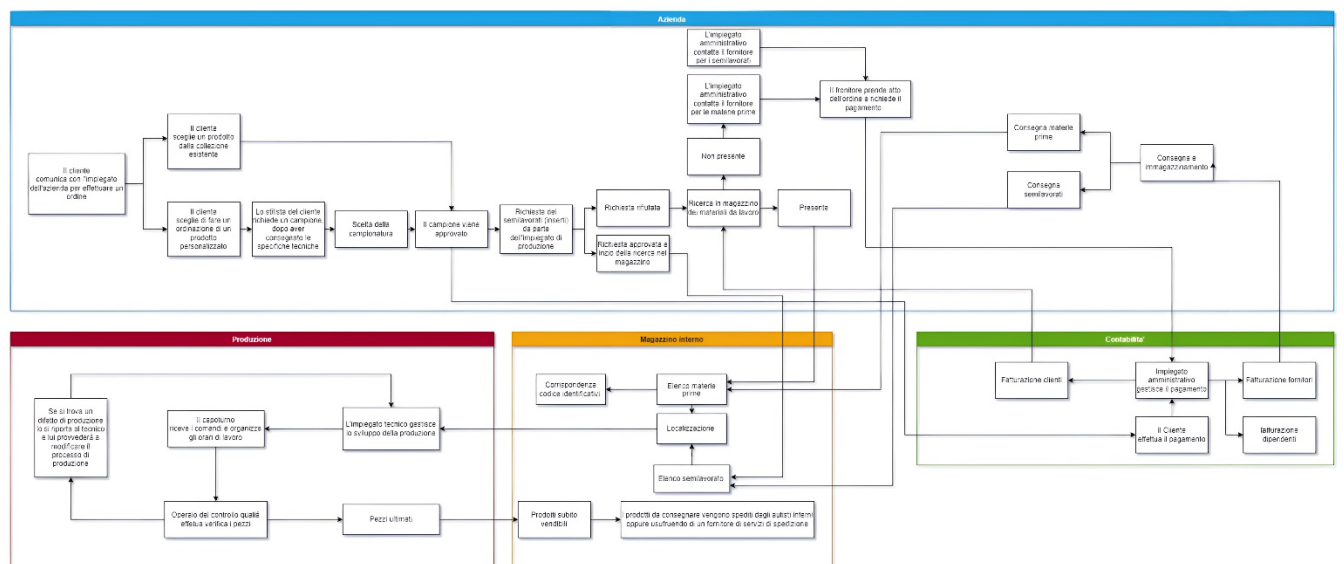 Azienda
L'impiegato
amministrativo
contatta il fornitore
per i semilavorati
L'impiegato
amministrativo
contatta il fornitore
per le materie prime
Il fronitore prende atto
dell'ordine e richiede il
pagamento
Il cliente
sceglie un prodotto
dalla collezione
esistente
Consegna materie
prime
Non presente
Consegna e
immagazzinamento
Il cliente
comunica con l'impiegato
dell'azienda per effettuare un
ordine
Consegna
semilavorati
Il cliente
sceglie di fare un
ordinazione di un
prodotto
personalizzato
Lo stilista del cliente
richiede un campione,
dopo aver
consegnato le
specifiche tecniche
Scelta della
campionatura
Il campione viene
approvato
Richieste dei
semilavorati (inserti)
da parte
dell'impiegato di
produzione
Richiesta rifiutata
Ricerca in magazzino
dei materiali da lavoro
Presente
Richiesta approvata e
inizio della ricerca nel
magazzino
Produzione
Se si trova un
difetto di produzione
lo si riporta al tecnico
e lui provvederà a
modificare il
processo di
produzione
Il capoturno
riceve i comandi e organizza
gli orari di lavoro
L'impiegato tecnico gestisce
lo sviluppo della produzione
Operaio del controllo qualità
effetua verifica i pezzi
Pezzi ultimati
Magazzino interno
Corrispondenza
codice identificativi
Elenco materie
prime
Localizzazione
Elenco semilavorato
Prodotti subito
vendibili
I prodotti da consegnare vengono spediti dagli autisti interni
oppure usufruendo di un fornitore di servizi di spedizione
Contabilita'
Fatturazione clienti
Impiegato
amministrativo
gestisce il pagamento
Fatturazione fornitori
Il Cliente
effettua il pagamento
fatturazione
dipendenti